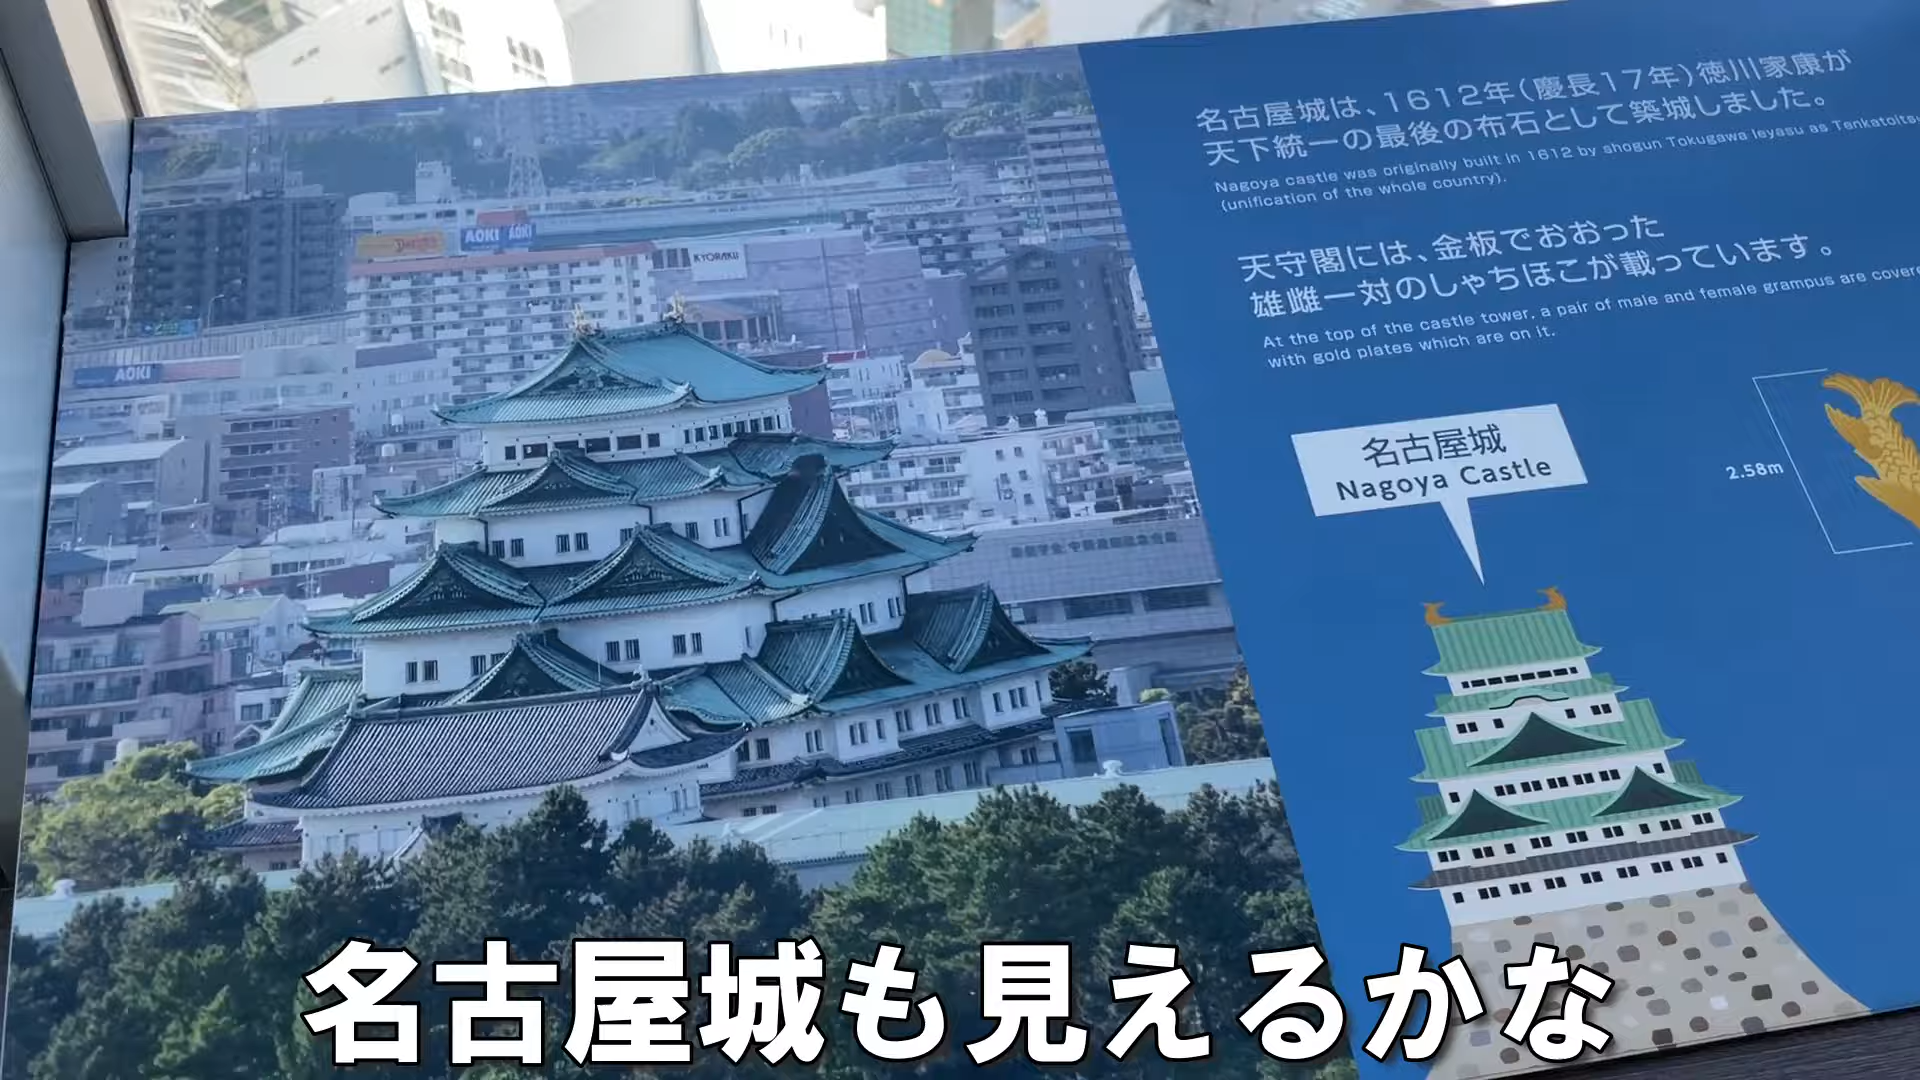 名古屋城は、1612年(慶長17年)徳川家康が
天下統一の最後の布石として築城しました。
Nagoya castle was originally built in 1612 by shogun Tokugawa Ieyasu as Tenkatoitsu
(unification of the whole country).
天守閣には、金板でおおった
雄雌一対のしゃちほこが載っています。
At the top of the castle tower, a pair of male and female grampus are covere
with gold plates which are on it.
名古屋城
Nagoya Castle
2.58m
AOKI AOKI
KYORAKU
AOKI
名古屋城も見えるかな